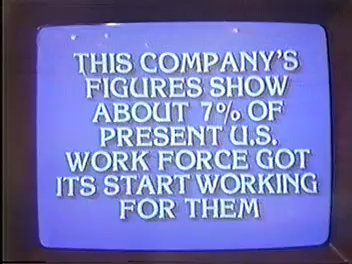 THIS COMPANY'S
FIGURES SHOW
ABOUT 7% OF
PRESENT U.S.
WORK FORCE GOT
ITS START WORKING
FOR THEM